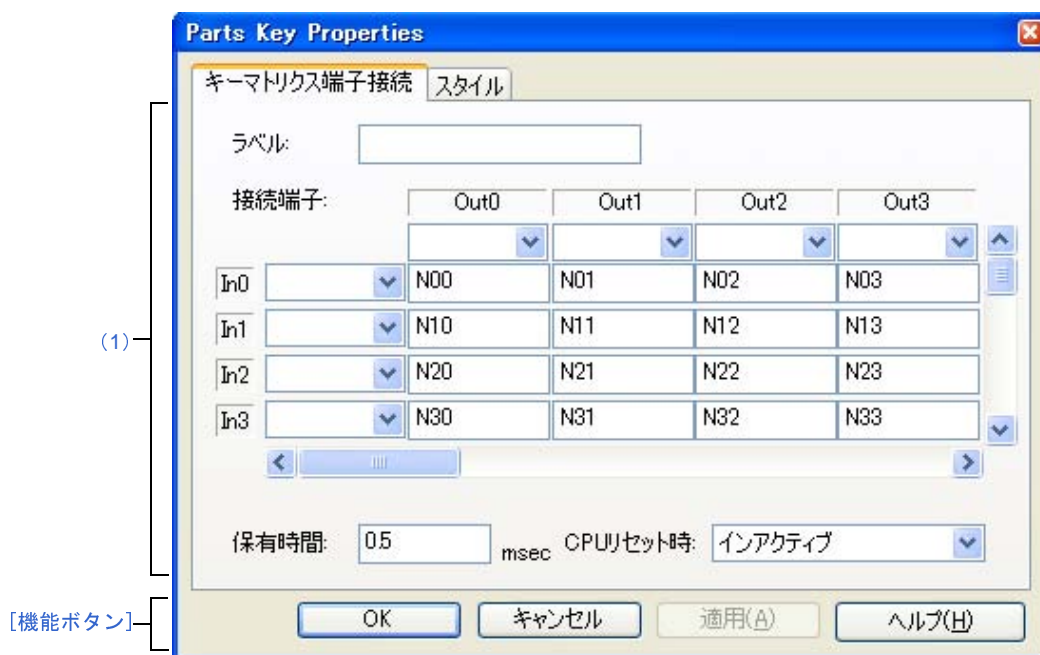 Parts Key Properties
キーマトリクス端子接続 スタイル
ラベル:
接続端子: Out0 Out1 Out2 Out3
In0 N00 N01 N02 N03
In1 N10 N11 N12 N13
(1)
In2 N20 N21 N22 N23
In3 N30 N31 N32 N33
保有時間: 0.5 msec CPUリセット時: インアクティブ
[機能ボタン]
OK キャンセル 適用(A) ヘルプ(H)